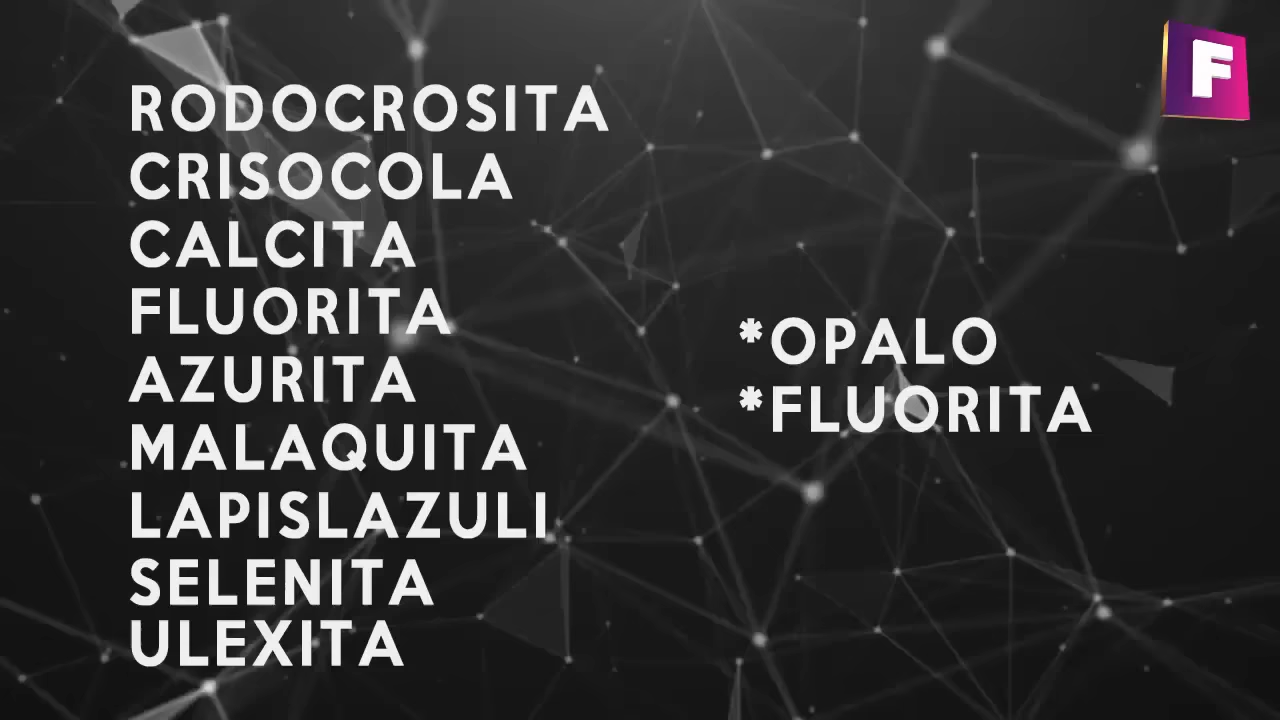 F
RODOCROSITA
CRISOCOLA
CALCITA
FLUORITA
AZURITA
MALAQUITA
LAPISLAZULI
SELENITA
ULEXITA
*OPALO
*FLUORITA